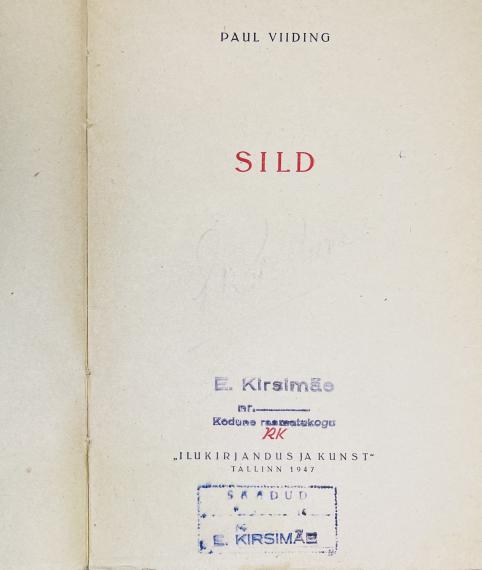 PAUL VIIDING
SILD
E. Kirsimäe
nr.
Kodune raamatukogu
RK
„ILUKIRJANDUS JA KUNST“
TALLINN 1947
SAADUD
E. KIRSIMÄE